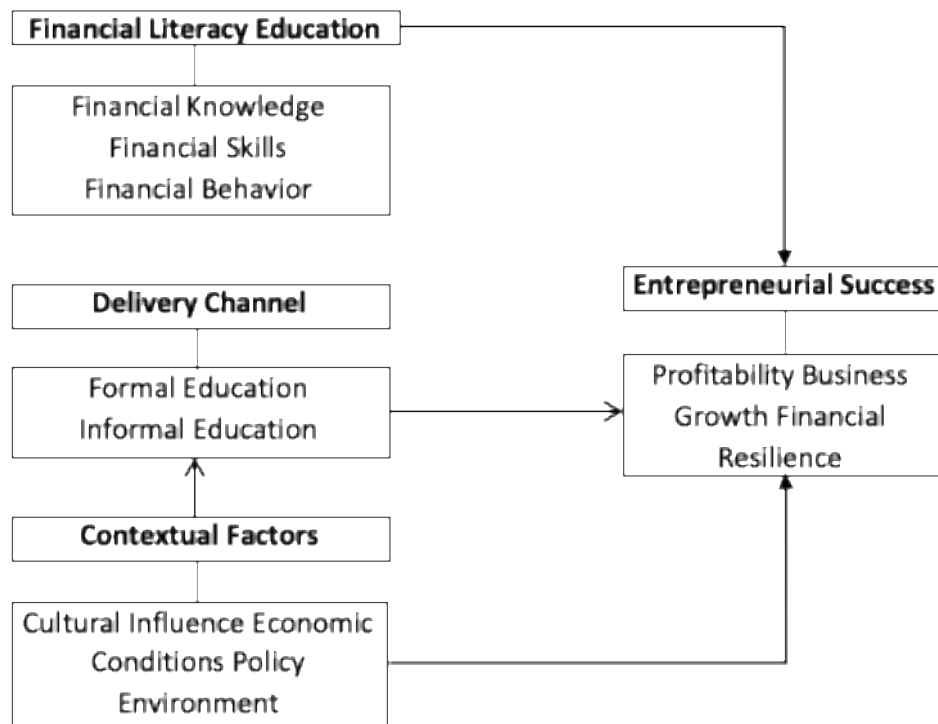 Financial Literacy Education
Financial Knowledge
Financial Skills
Financial Behavior
Delivery Channel
Formal Education
Informal Education
Contextual Factors
Cultural Influence Economic
Conditions Policy
Environment
Entrepreneurial Success
Profitability Business
Growth Financial
Resilience